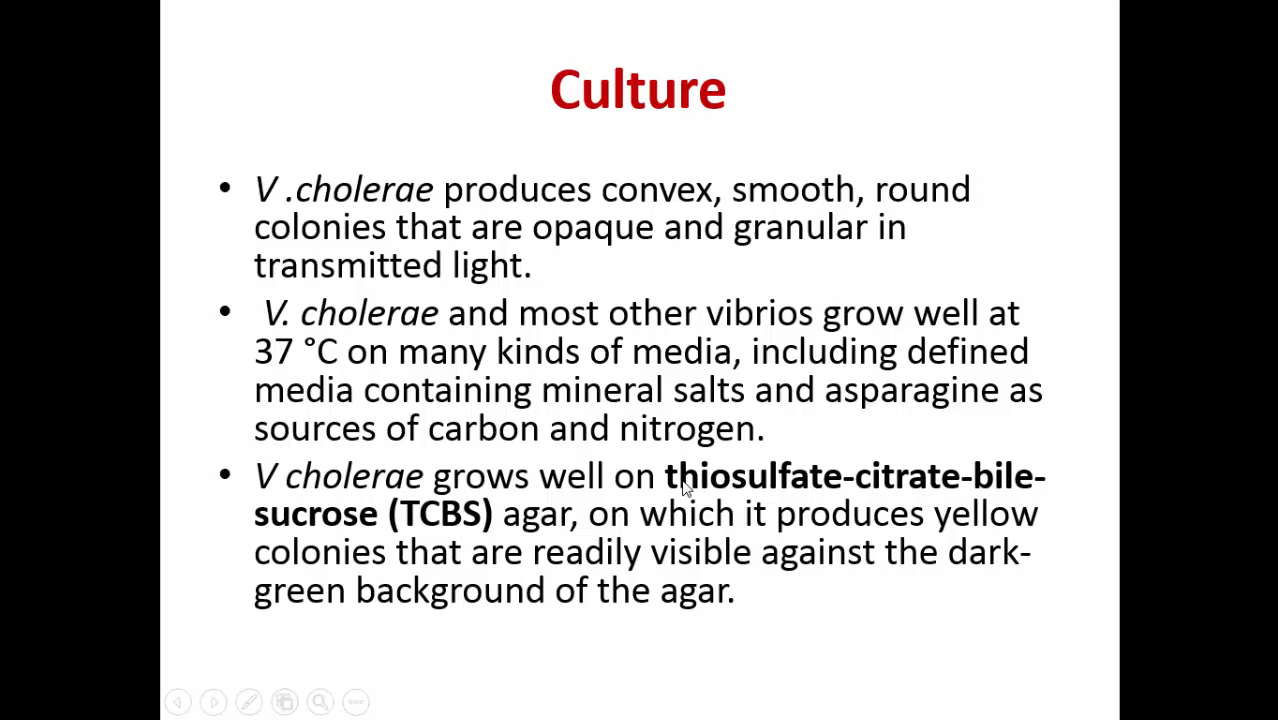 Culture
• V .cholerae produces convex, smooth, round
colonies that are opaque and granular in
transmitted light.
• V. cholerae and most other vibrios grow well at
37 °C on many kinds of media, including defined
media containing mineral salts and asparagine as
sources of carbon and nitrogen.
• V cholerae grows well on thiosulfate-citrate-bile-
sucrose (TCBS) agar, on which it produces yellow
colonies that are readily visible against the dark-
green background of the agar.